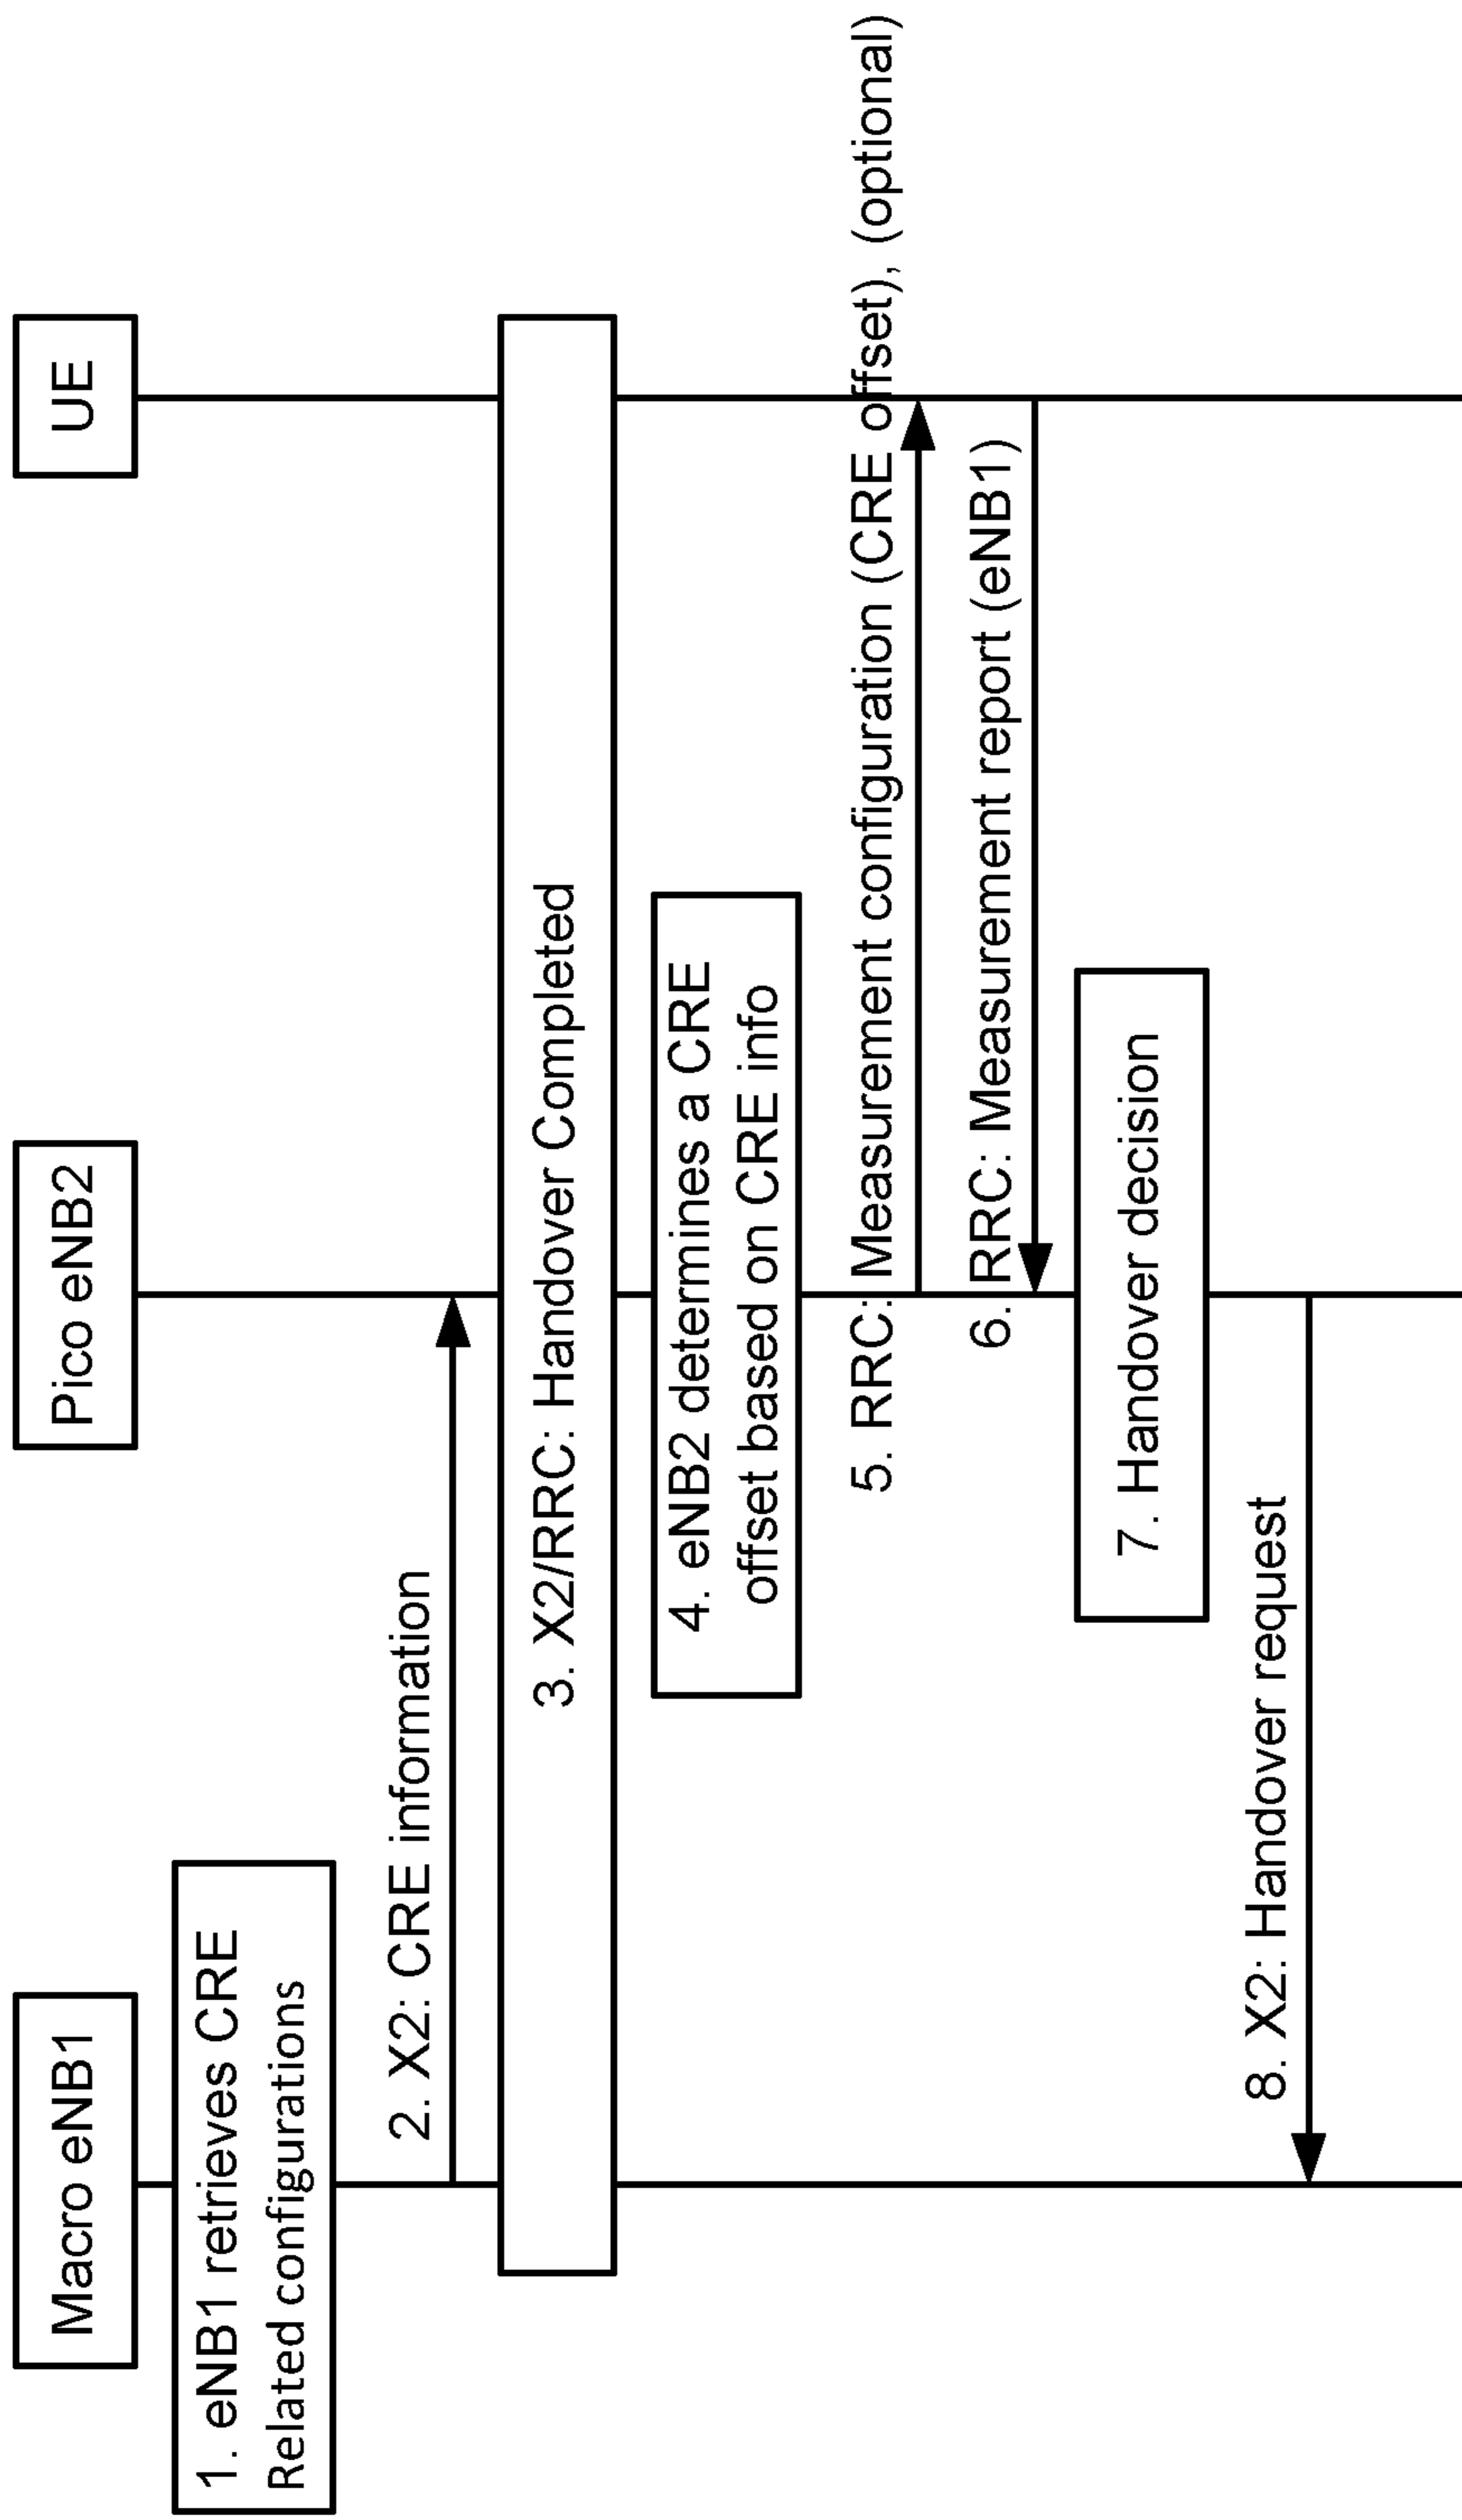 Macro eNB1
Pico eNB2
UE
1. eNB1 retrieves CRE
Related configurations
2. X2: CRE information
3. X2/RRC: Handover Completed
4. eNB2 determines a CRE
offset based on CRE info
5. RRC: Measurement configuration (CRE offset), (optional)
6. RRC: Measurement report (eNB1)
7. Handover decision
8. X2: Handover request